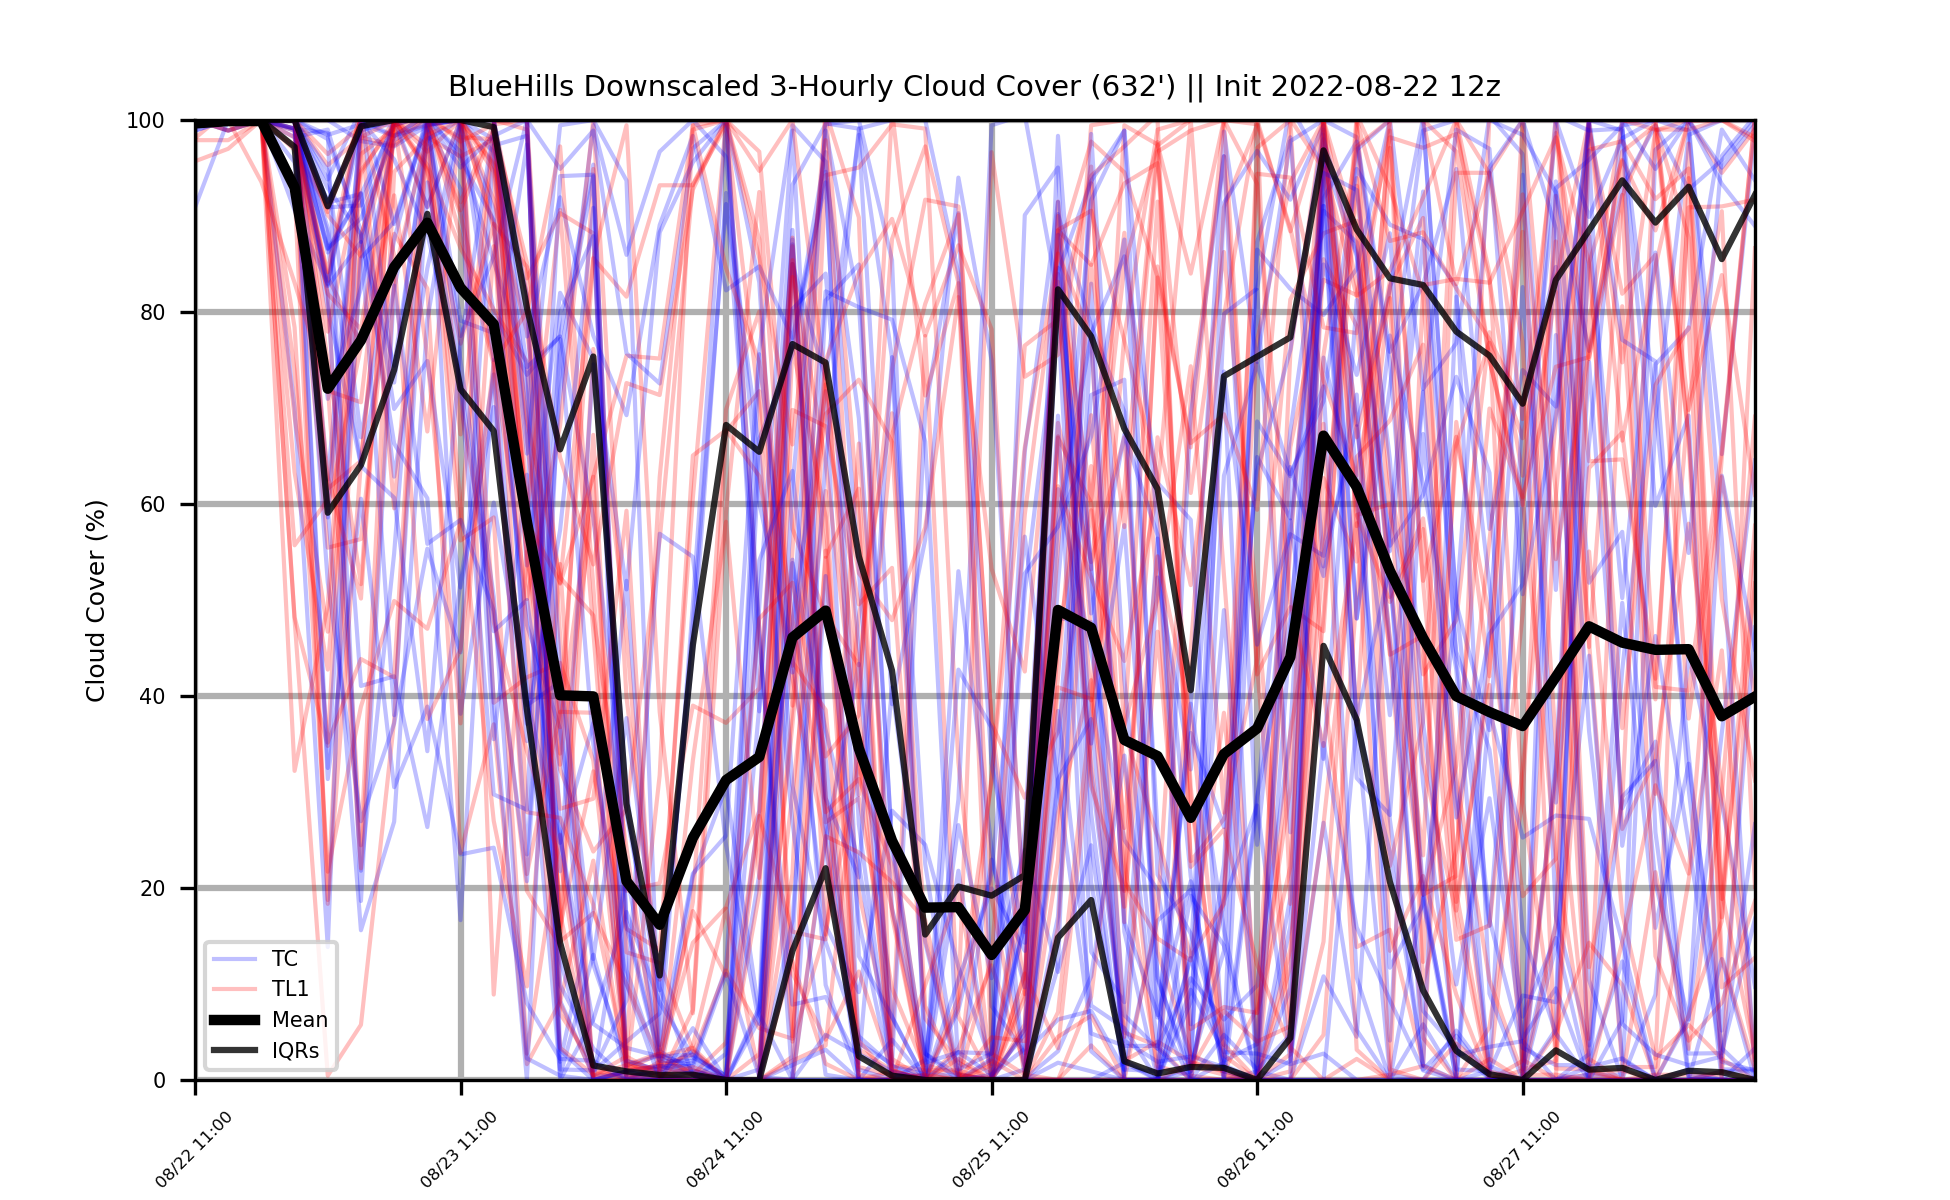 BlueHills Downscaled 3-Hourly Cloud Cover (632') || Init 2022-08-22 12z
Cloud Cover (%)
100
80
60
40
20
0
TC
TL1
Mean
IQRs
08/22 11:00
08/23 11:00
08/24 11:00
08/25 11:00
08/26 11:00
08/27 11:00